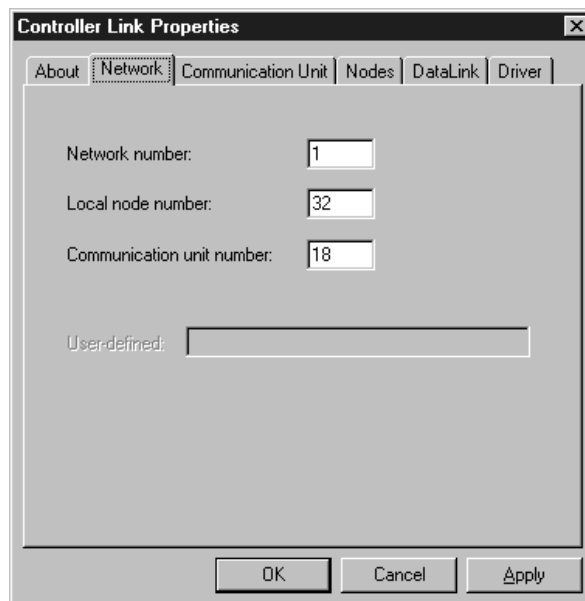 Controller Link Properties
About Network Communication Unit Nodes DataLink Driver
Network number: 1
Local node number: 32
Communication unit number: 18
User-defined:
OK Cancel Apply